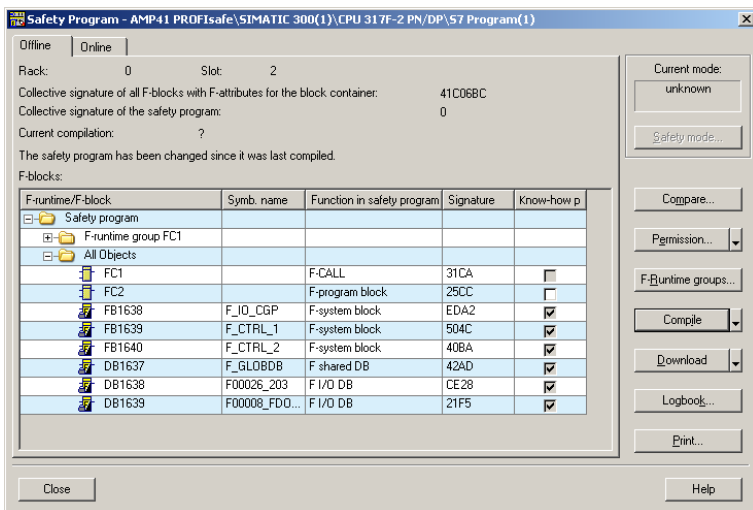 Safety Program - AMP41 PROFIsafe\SIMATIC 300(1)\CPU 317F-2 PN/DP\S7 Program(1)
Offline Online
Rack: 0 Slot: 2
Collective signature of all F-blocks with F-attributes for the block container: 41C06BC
Collective signature of the safety program: 0
Current compilation: ?
The safety program has been changed since it was last compiled.
F-blocks:
F-runtime/F-block Symb. name Function in safety program Signature Know-how p
Safety program
F-runtime group FC1
All Objects
FC1 F-CALL 31CA
FC2 F-program block 25CC
FB1638 F_IO_CGP F-system block EDA2
FB1639 F_CTRL_1 F-system block 504C
FB1640 F_CTRL_2 F-system block 40BA
DB1637 F_GLOBDB F shared DB 42AD
DB1638 F00026_203 F I/O DB CE28
DB1639 F00008_FDO... F I/O DB 21F5
Current mode:
unknown
Safety mode...
Compare...
Permission...
F-Runtime groups...
Compile
Download
Logbook...
Print...
Close Help